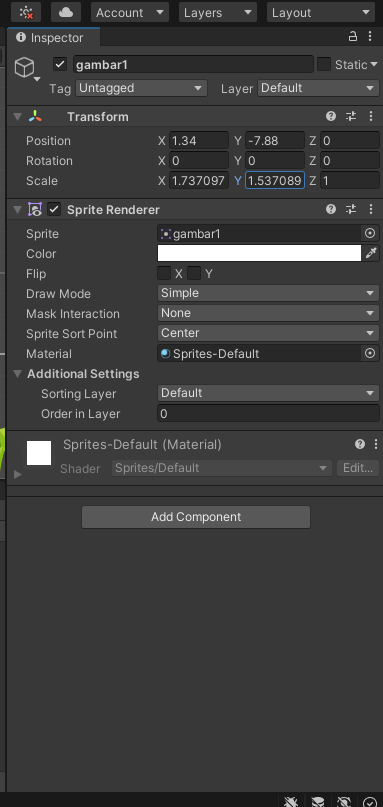 Account Layers Layout
Inspector
gambar1 Static
Tag Untagged Layer Default
Transform
Position X 1.34 Y -7.88 Z 0
Rotation X 0 Y 0 Z 0
Scale X 1.737097 Y 1.537089 Z 1
Sprite Renderer
Sprite gambar1
Color
Flip X Y
Draw Mode Simple
Mask Interaction None
Sprite Sort Point Center
Material Sprites-Default
Additional Settings
Sorting Layer Default
Order in Layer 0
Sprites-Default (Material)
Shader Sprites/Default Edit...
Add Component